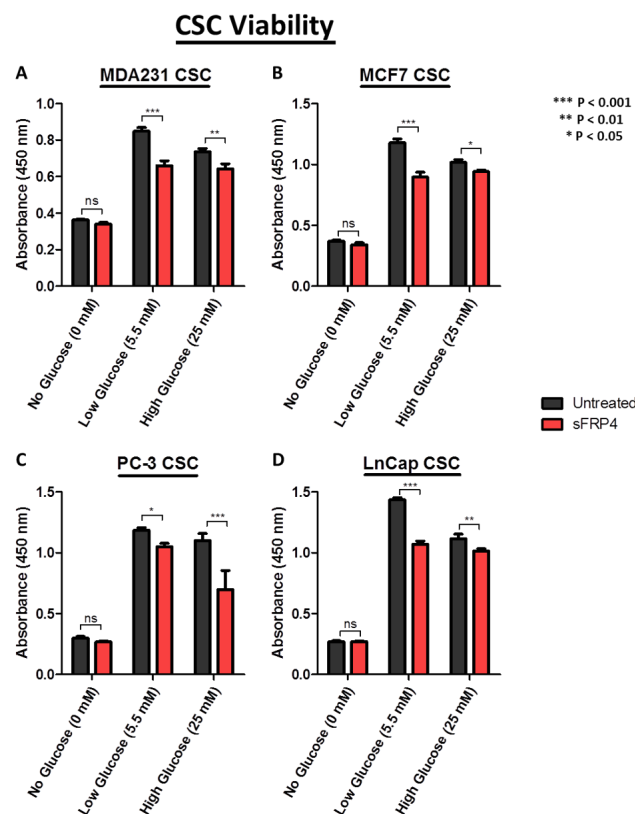 CSC Viability
A
MDA231 CSC
Absorbance (450 nm)
1.0
0.8
0.6
0.4
0.2
0.0
ns
***
**
No Glucose (0 mM)
Low Glucose (5.5 mM)
High Glucose (25 mM)
B
MCF7 CSC
Absorbance (450 nm)
1.5
1.0
0.5
0.0
ns
***
*
No Glucose (0 mM)
Low Glucose (5.5 mM)
High Glucose (25 mM)
*** P < 0.001
** P < 0.01
* P < 0.05
Untreated
sFRP4
C
PC-3 CSC
Absorbance (450 nm)
1.5
1.0
0.5
0.0
ns
*
***
No Glucose (0 mM)
Low Glucose (5.5 mM)
High Glucose (25 mM)
D
LnCap CSC
Absorbance (450 nm)
1.5
1.0
0.5
0.0
ns
***
**
No Glucose (0 mM)
Low Glucose (5.5 mM)
High Glucose (25 mM)